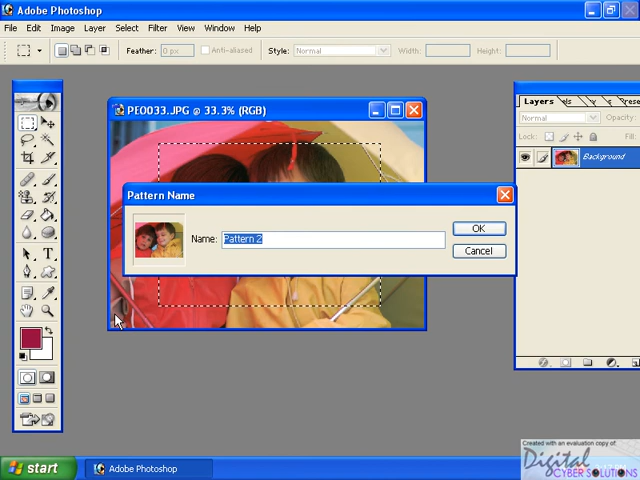 Adobe Photoshop
File Edit Image Layer Select Filter View Window Help
Feather: 0 px Anti-aliased Style: Normal Width: Height:
PEO033.JPG @ 33.3% (RGB)
Layers
Normal Opacity:
Lock: Fill:
Background
Pattern Name
Name: Pattern 2
OK
Cancel
start Adobe Photoshop
Created with an evaluation copy of:
Digital
CYBER SOLUTIONS